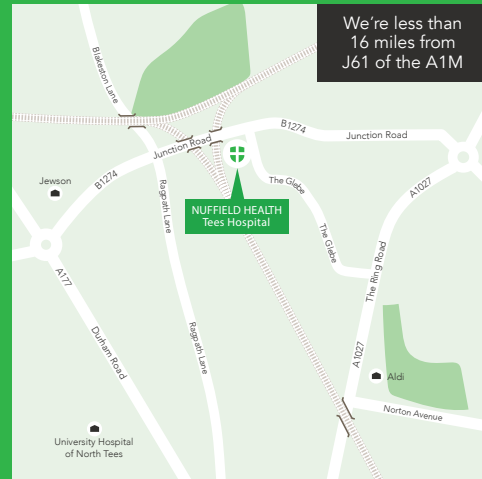 We're less than
16 miles from
J61 of the A1M
Blakeston Lane
B1274
Junction Road
Junction Road
B1274
Jewson
Ragpath Lane
NUFFIELD HEALTH
Tees Hospital
The Glebe
The Glebe
A1027
The Ring Road
A177
Durham Road
Ragpath Lane
A1027
Aldi
Norton Avenue
University Hospital
of North Tees